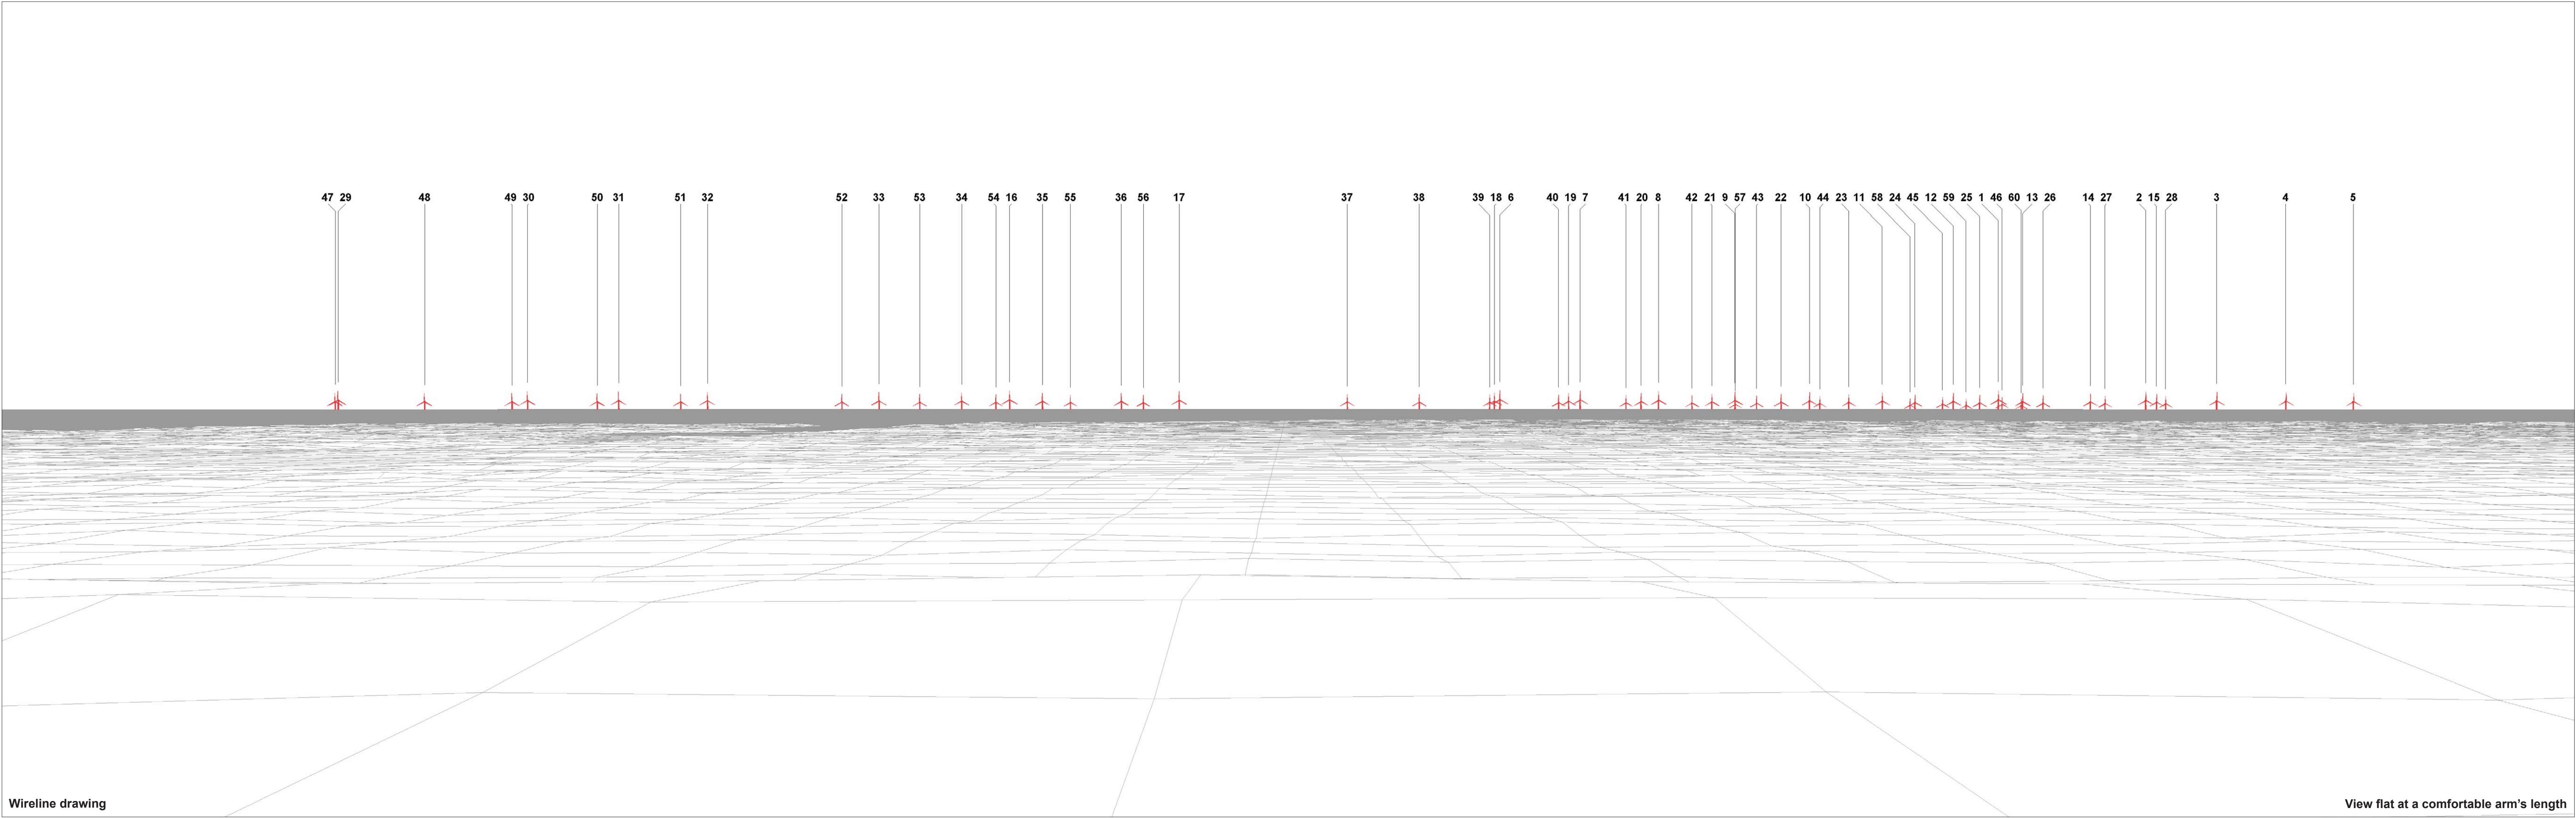 47 29 48 49 30 50 31 51 32 52 33 53 34 54 16 35 55 36 56 17 37 38 39 18 6 40 19 7 41 20 8 42 21 9 57 43 22 10 44 23 11 58 24 45 12 59 25 1 46 60 13 26 14 27 2 15 28 3 4 5
Wireline drawing
View flat at a comfortable arm's length